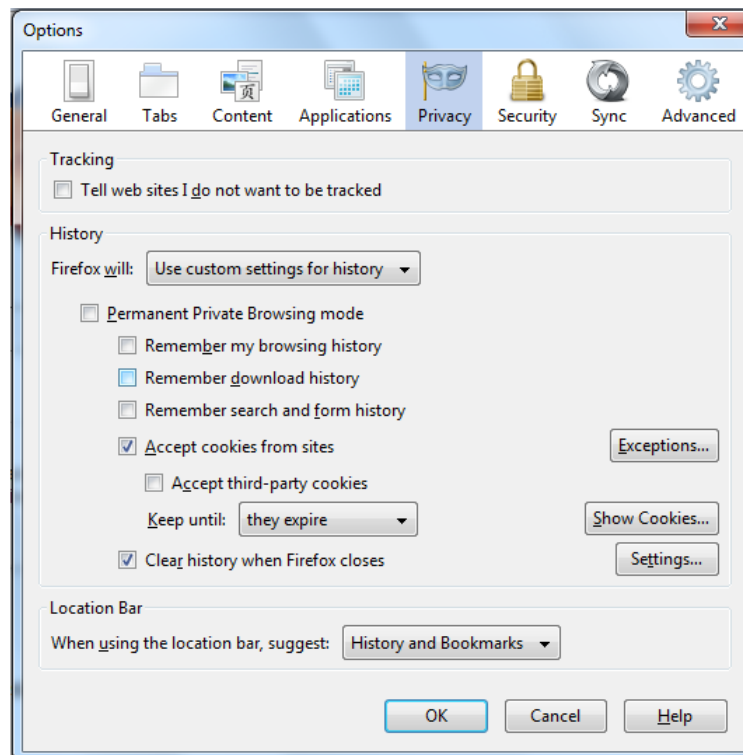 Options
General Tabs Content Applications Privacy Security Sync Advanced
页
Tracking
Tell web sites I do not want to be tracked
History
Firefox will: Use custom settings for history
Permanent Private Browsing mode
Remember my browsing history
Remember download history
Remember search and form history
Accept cookies from sites Exceptions...
Accept third-party cookies
Keep until: they expire Show Cookies...
Clear history when Firefox closes Settings...
Location Bar
When using the location bar, suggest: History and Bookmarks
OK Cancel Help